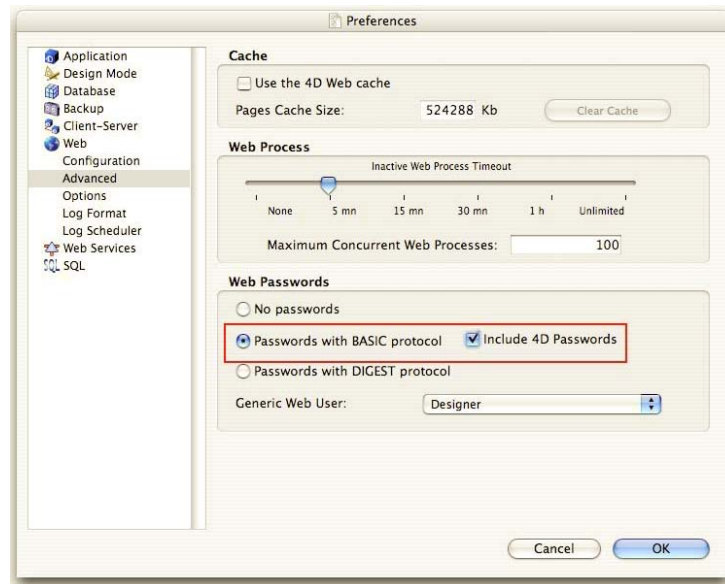 Preferences
Application
Design Mode
Database
Backup
Client-Server
Web
Configuration
Advanced
Options
Log Format
Log Scheduler
Web Services
SQL SQL
Cache
Use the 4D Web cache
Pages Cache Size: 524288 Kb Clear Cache
Web Process
Inactive Web Process Timeout
None 5 mn 15 mn 30 mn 1 h Unlimited
Maximum Concurrent Web Processes: 100
Web Passwords
No passwords
Passwords with BASIC protocol Include 4D Passwords
Passwords with DIGEST protocol
Generic Web User: Designer
Cancel OK